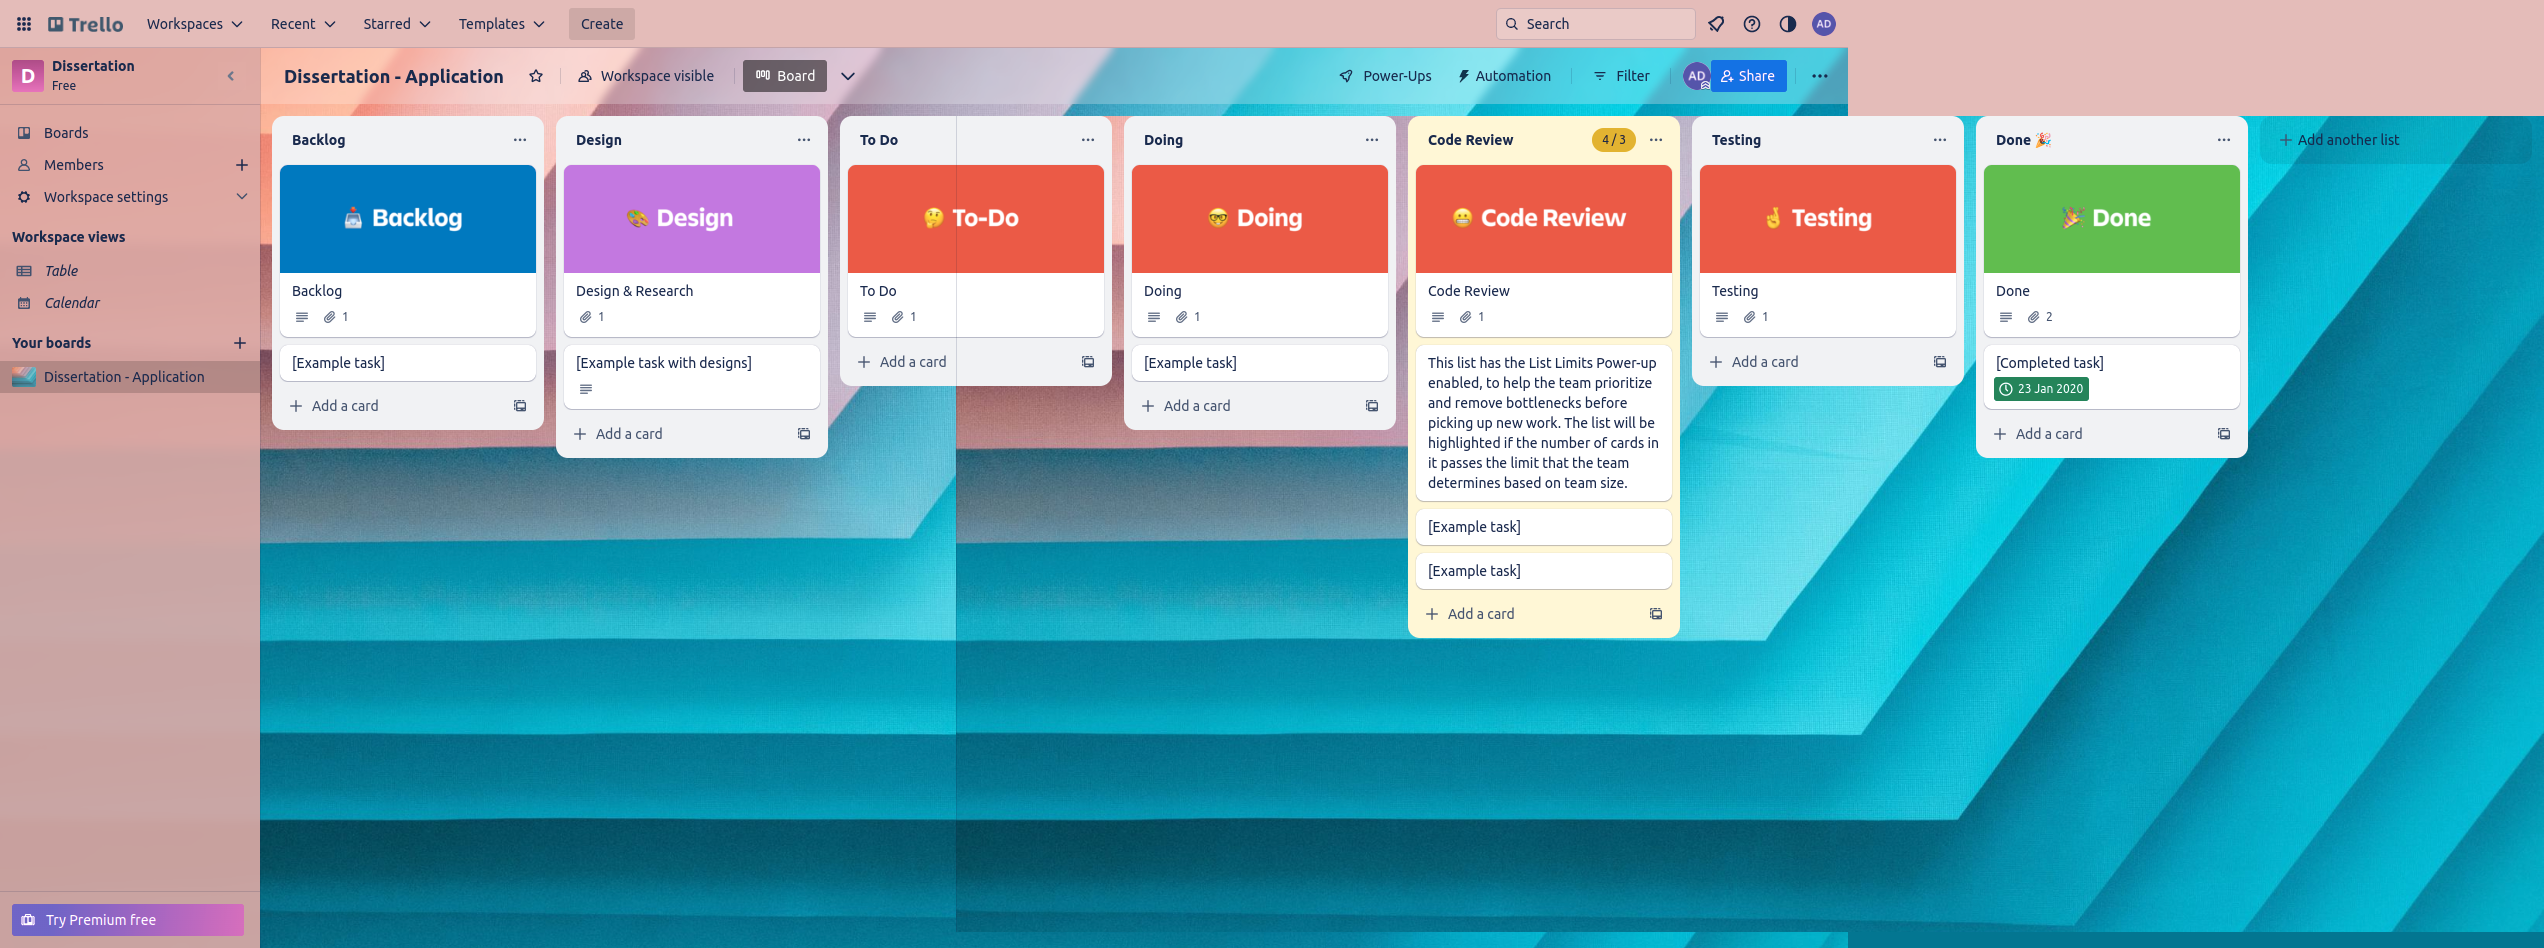 Trello
Workspaces
Recent
Starred
Templates
Create
Search
AD
D
Dissertation
Free
Boards
Members
Workspace settings
Workspace views
Table
Calendar
Your boards
Dissertation - Application
Try Premium free
Dissertation - Application
Workspace visible
Board
Power-Ups
Automation
Filter
AD
Share
Backlog
Backlog
Backlog
1
[Example task]
Add a card
Design
Design
Design & Research
1
[Example task with designs]
Add a card
To Do
To-Do
To Do
1
Add a card
Doing
Doing
Doing
1
[Example task]
Add a card
Code Review
4 / 3
Code Review
Code Review
1
This list has the List Limits Power-up
enabled, to help the team prioritize
and remove bottlenecks before
picking up new work. The list will be
highlighted if the number of cards in
it passes the limit that the team
determines based on team size.
[Example task]
[Example task]
Add a card
Testing
Testing
Testing
1
Add a card
Done 🎉
Done
Done
2
[Completed task]
23 Jan 2020
Add a card
Add another list